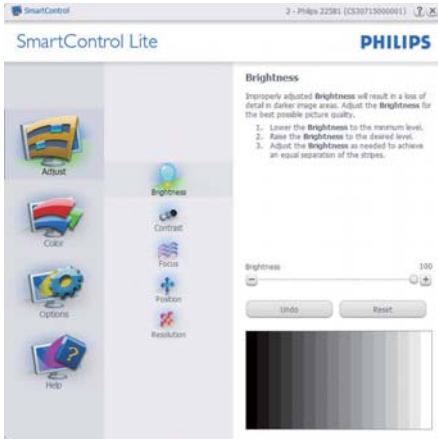 SmartControl
2 - Philips 225B1 (CS30715000001)
SmartControl Lite
PHILIPS
Adjust
Color
Options
Help
Brightness
Contrast
Focus
Position
Resolution
Brightness
Improperly adjusted Brightness will result in a loss of
detail in darker image areas. Adjust the Brightness for
the best possible picture quality.
1. Lower the Brightness to the minimum level.
2. Raise the Brightness to the desired level.
3. Adjust the Brightness as needed to achieve
an equal separation of the stripes.
Brightness 100
Undo Reset